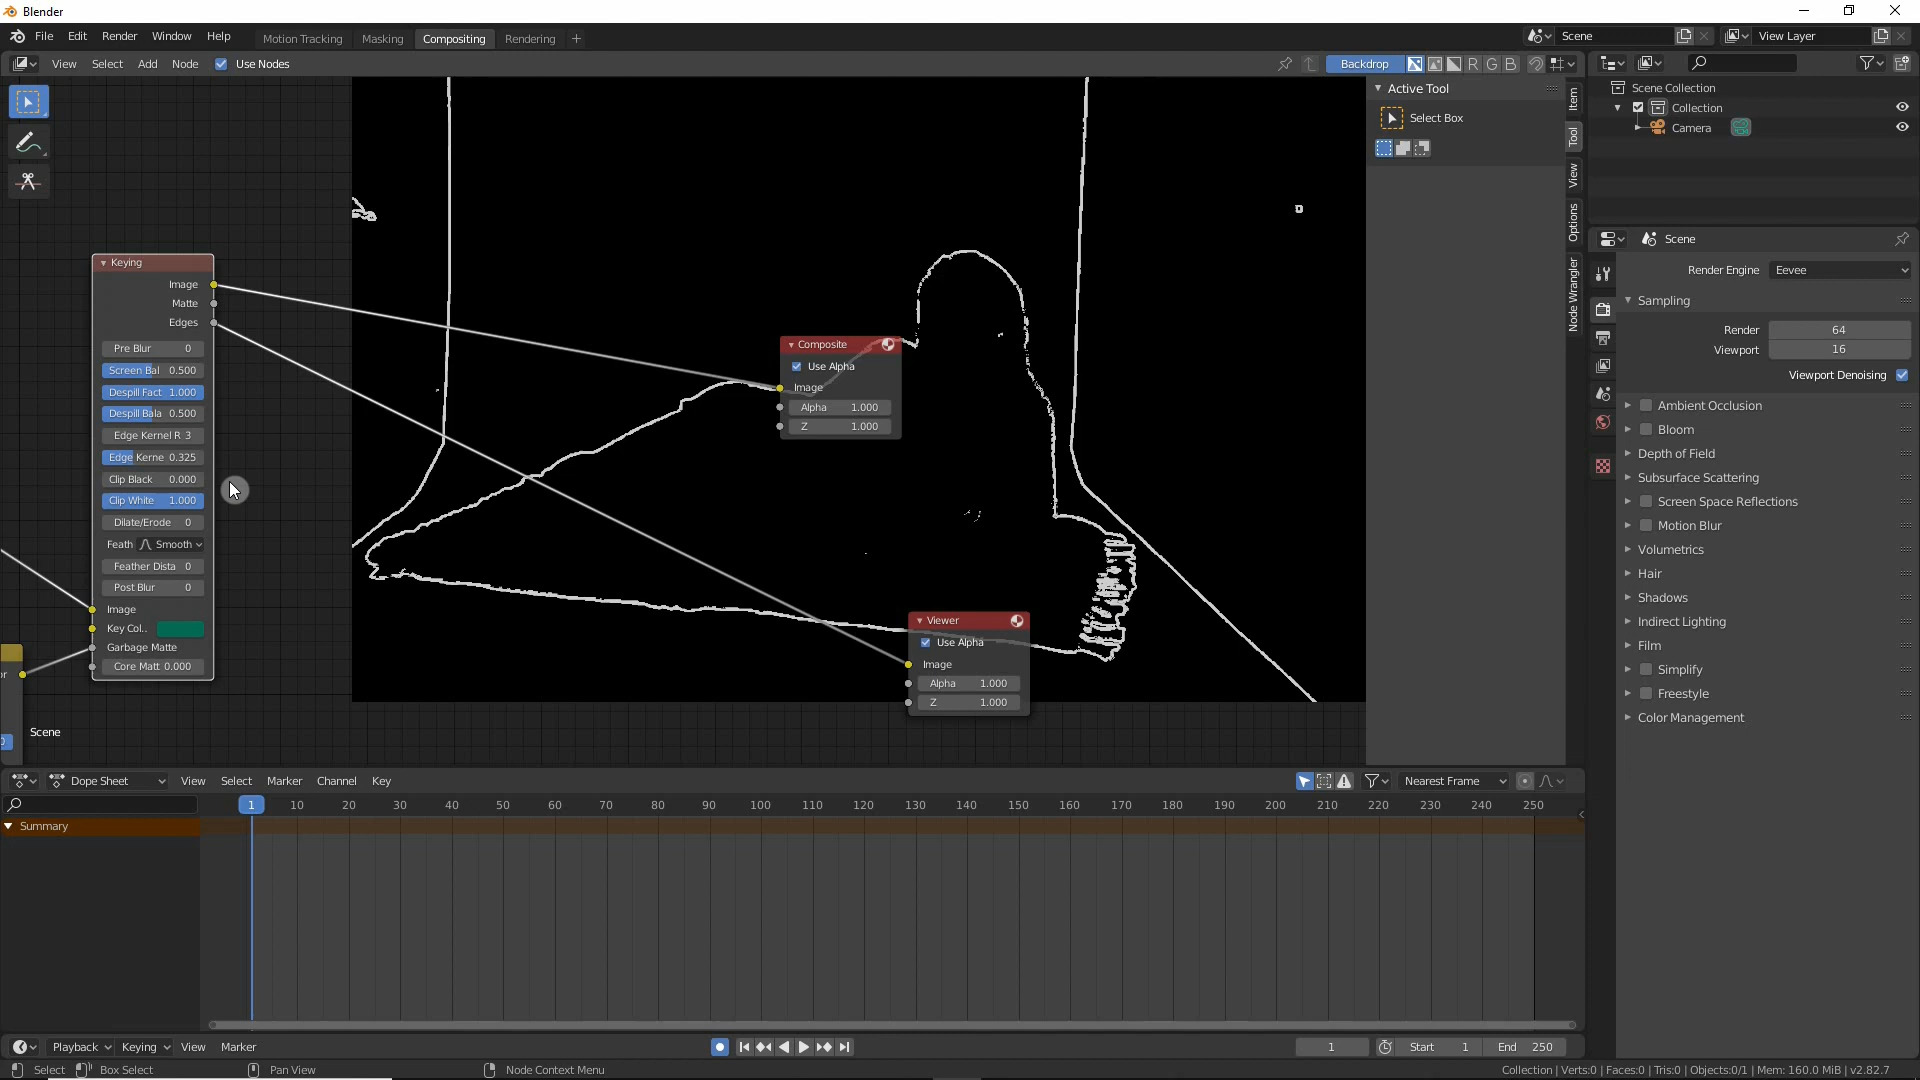 Blender
File Edit Render Window Help Motion Tracking Masking Compositing Rendering + Scene View Layer
View Select Add Node Use Nodes Backdrop R G B
Active Tool
Select Box
Item
Tool
View
Options
Node Wrangler
Scene Collection
Collection
Camera
Scene
Render Engine Eevee
Sampling
Render 64
Viewport 16
Viewport Denoising
Ambient Occlusion
Bloom
Depth of Field
Subsurface Scattering
Screen Space Reflections
Motion Blur
Volumetrics
Hair
Shadows
Indirect Lighting
Film
Simplify
Freestyle
Color Management
Keying
Image
Matte
Edges
Pre Blur 0
Screen Bal 0.500
Despill Fact 1.000
Despill Bala 0.500
Edge Kernel R 3
Edge Kerne 0.325
Clip Black 0.000
Clip White 1.000
Dilate/Erode 0
Feath Smooth
Feather Dista 0
Post Blur 0
Image
Key Col..
Garbage Matte
Core Matt 0.000
Composite
Use Alpha
Image
Alpha 1.000
Z 1.000
Viewer
Use Alpha
Image
Alpha 1.000
Z 1.000
Scene
Dope Sheet View Select Marker Channel Key Nearest Frame
1 10 20 30 40 50 60 70 80 90 100 110 120 130 140 150 160 170 180 190 200 210 220 230 240 250
Summary
Playback Keying View Marker 1 Start 1 End 250
Select Box Select Pan View Node Context Menu Collection | Verts:0 | Faces:0 | Tris:0 | Objects:0/1 | Mem: 160.0 MiB | v2.82.7